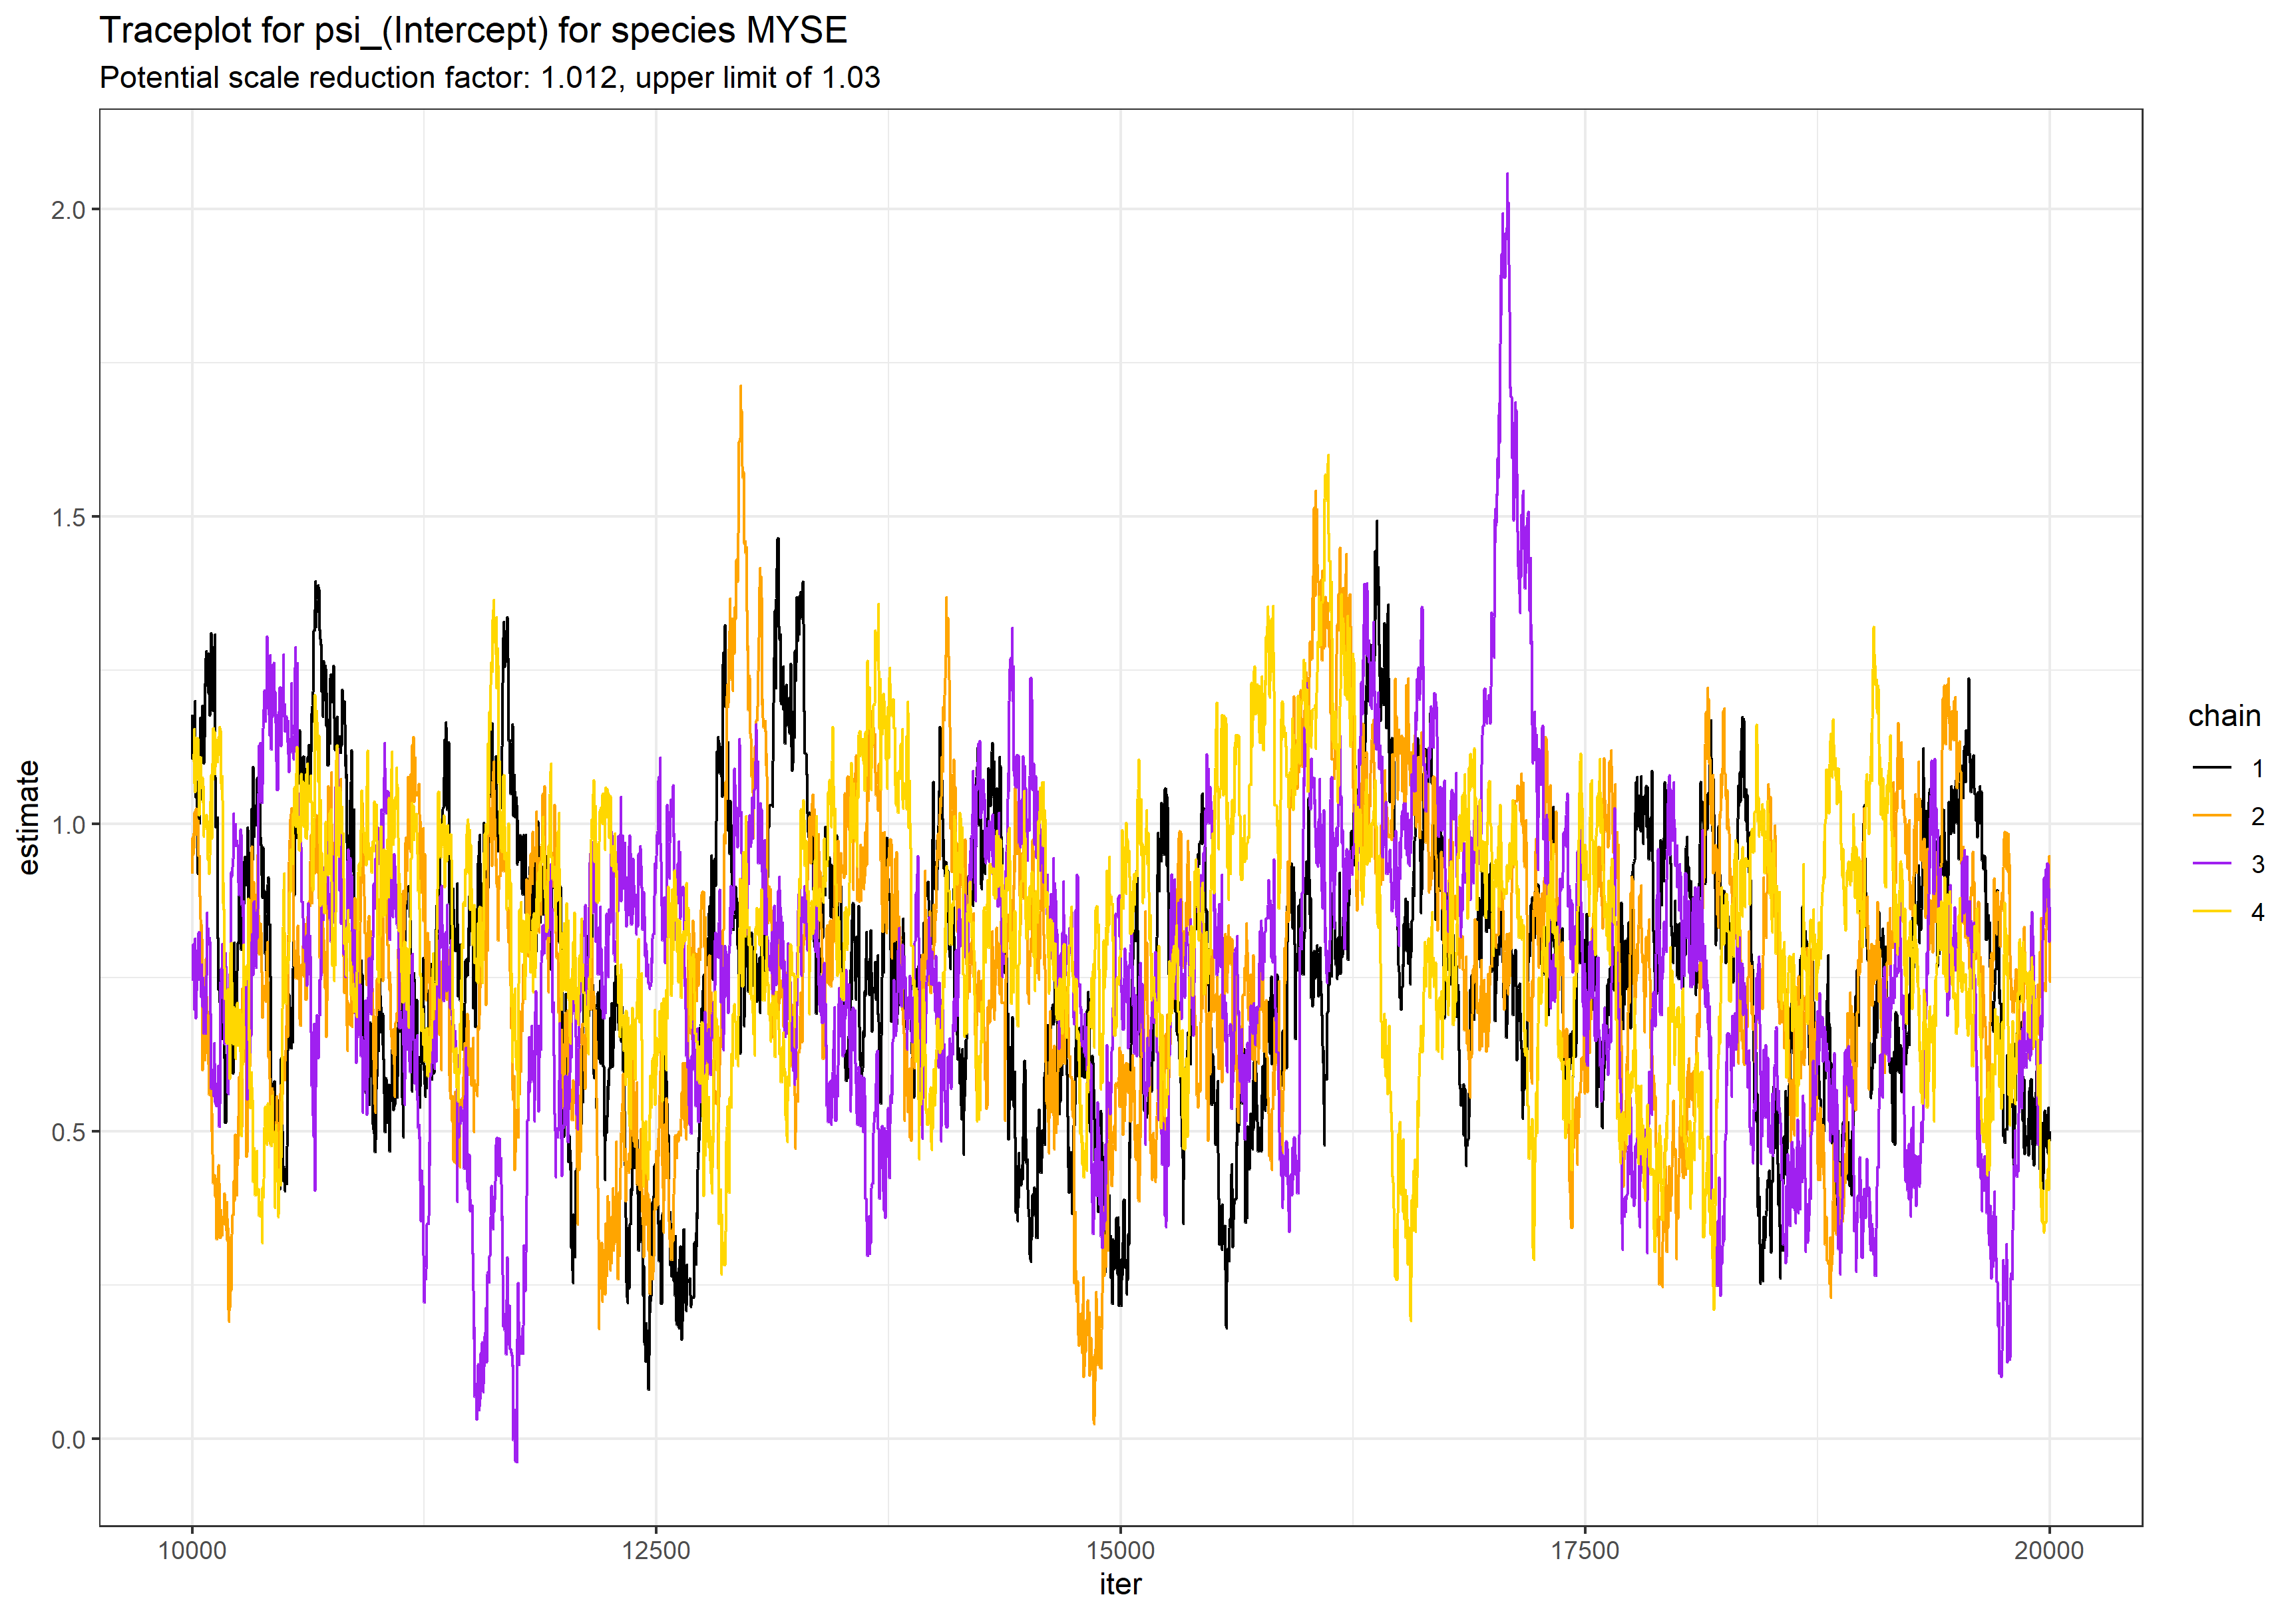 Traceplot for psi_(Intercept) for species MYSE
Potential scale reduction factor: 1.012, upper limit of 1.03
2.0
1.5
1.0
0.5
0.0
estimate
10000
12500
15000
17500
20000
iter
chain
1
2
3
4